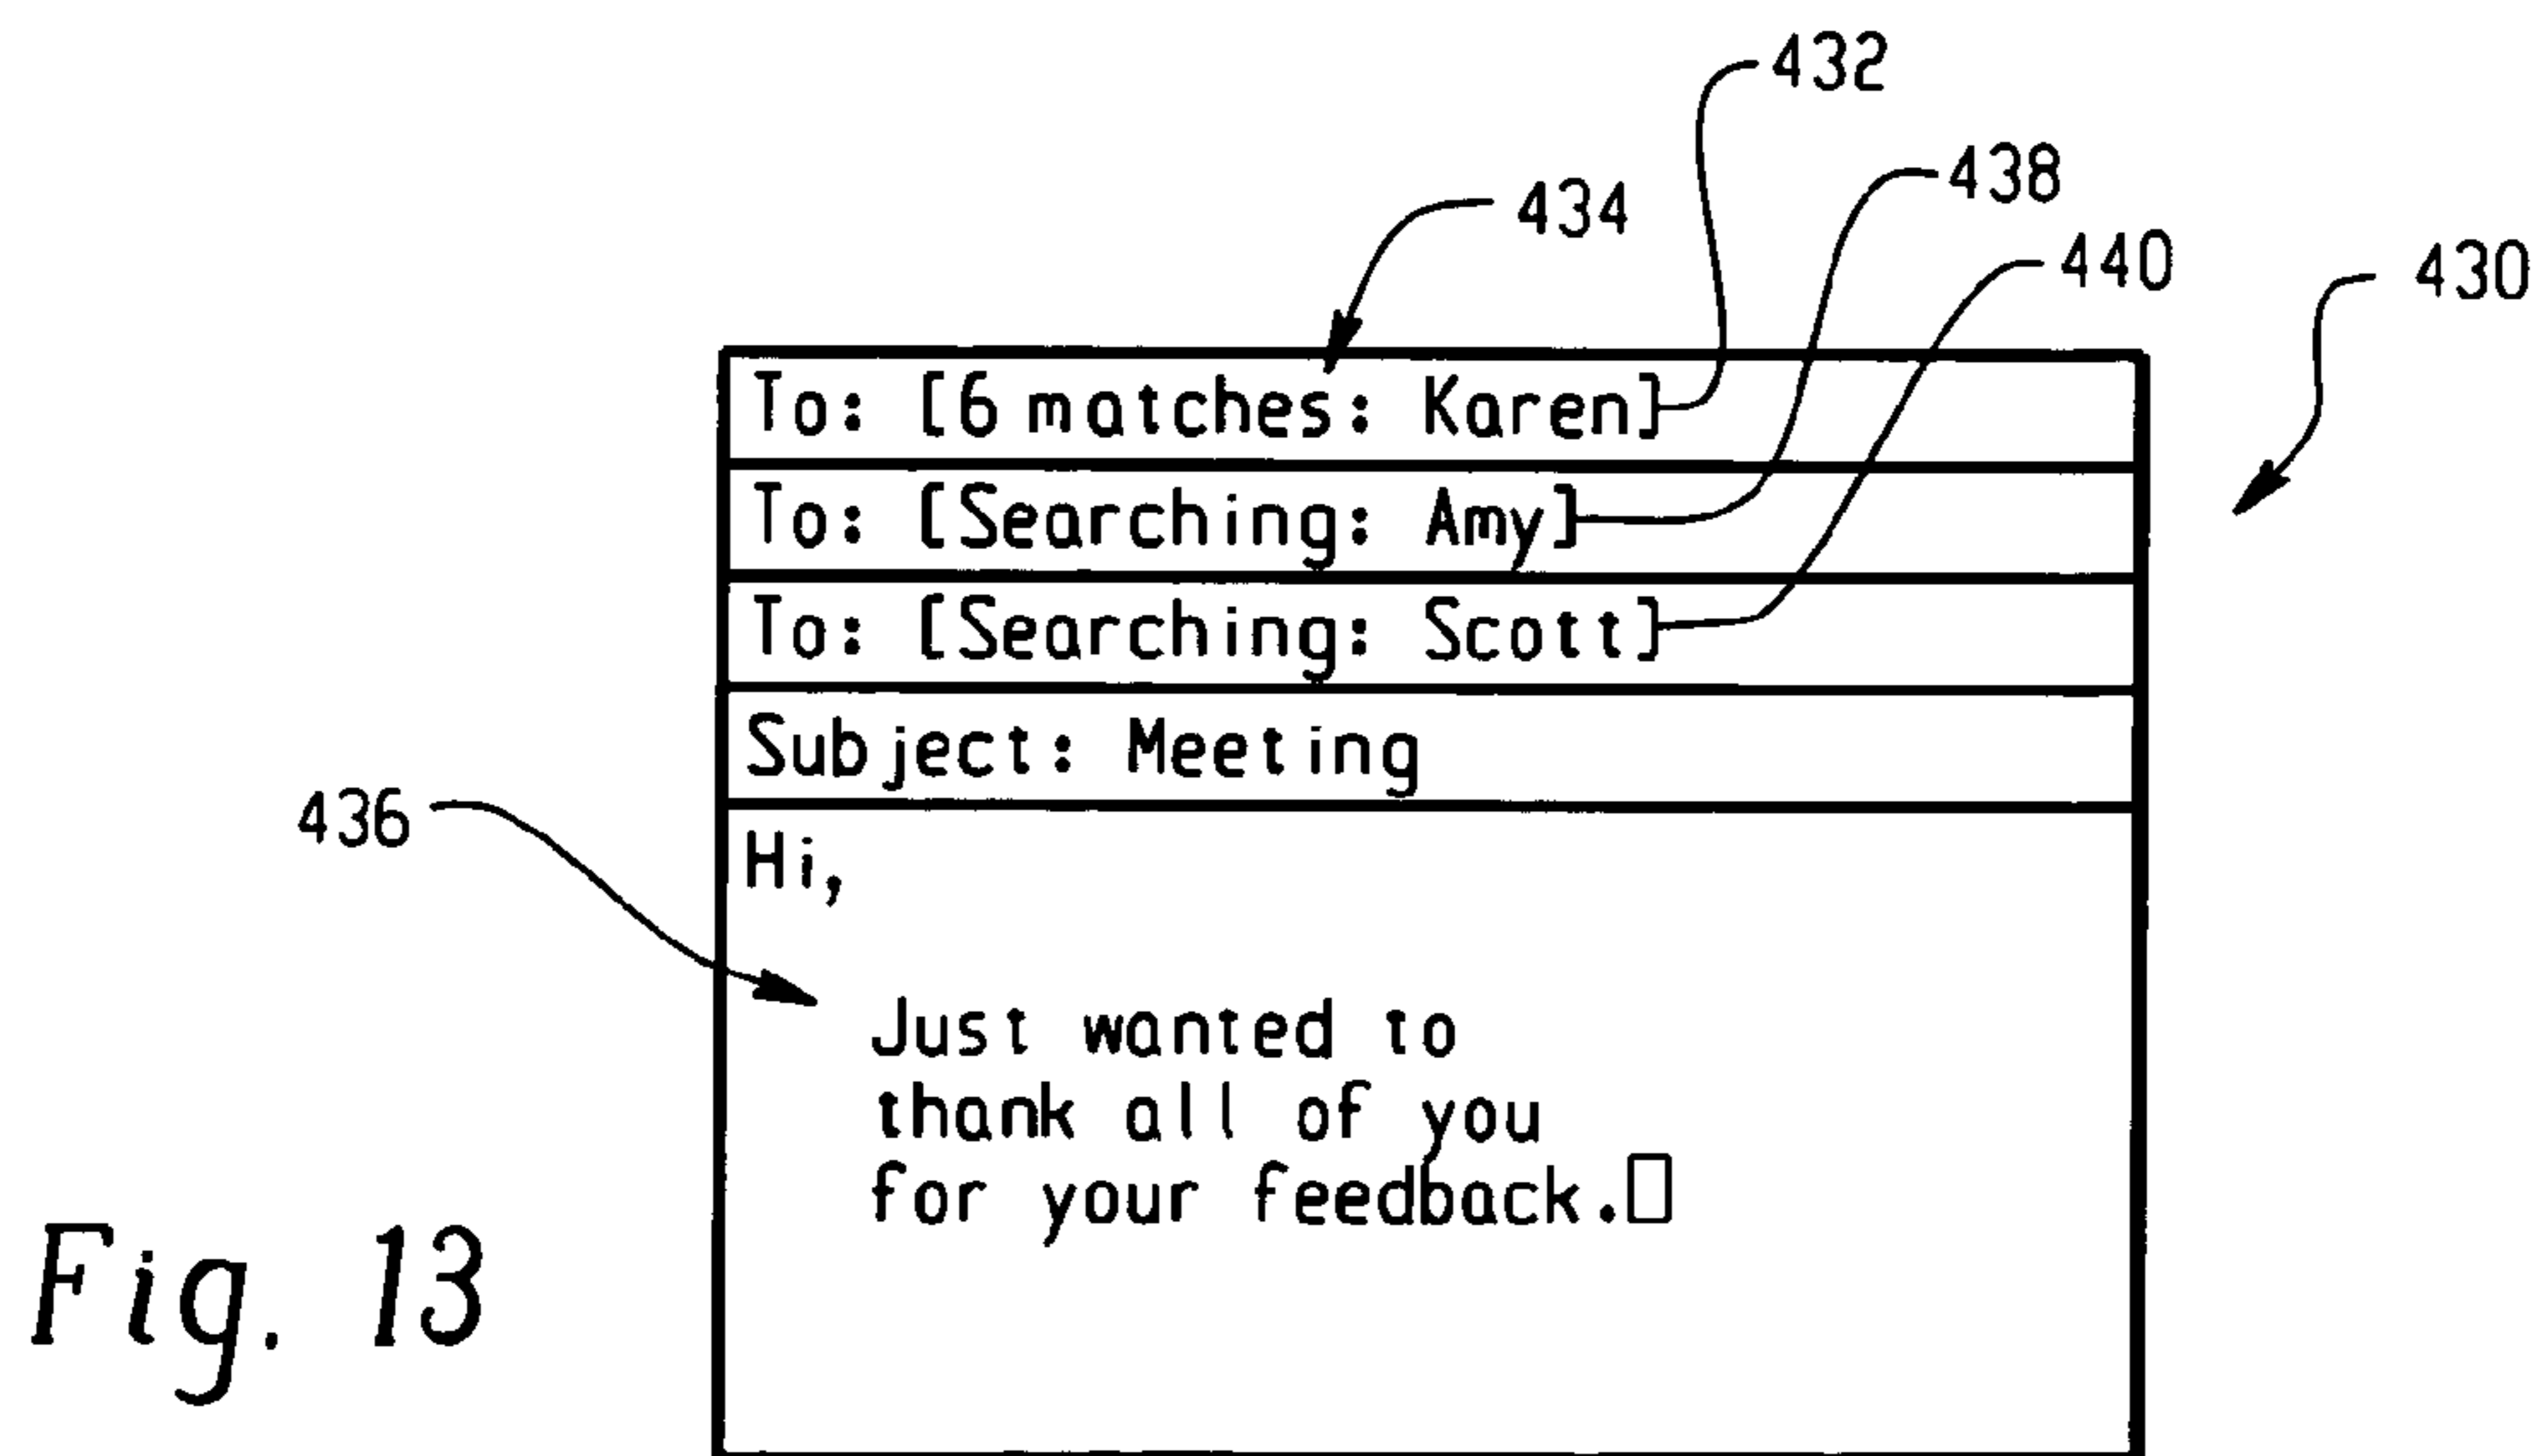 432
438
434
440
430
To: [6 matches: Karen]
To: [Searching: Amy]
To: [Searching: Scott]
Subject: Meeting
436
Hi,
Just wanted to
thank all of you
for your feedback.
Fig. 13